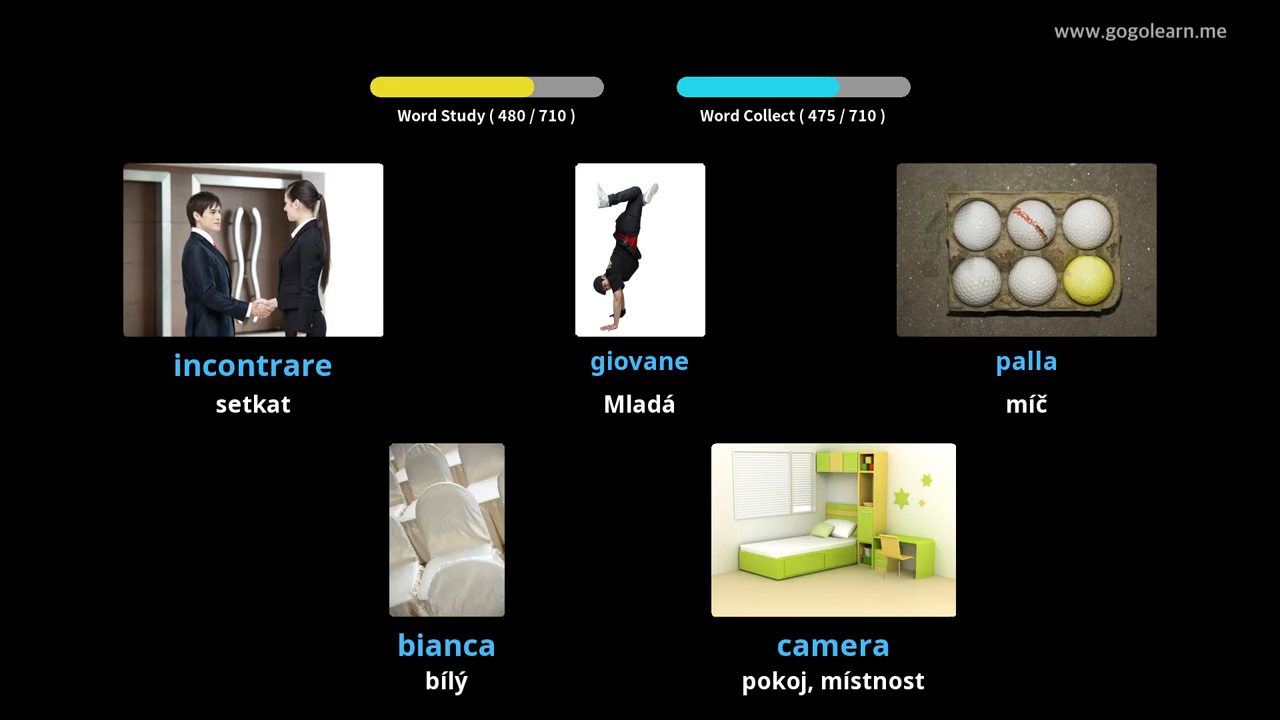 www.gogolearn.me
Word Study ( 480 / 710 )
Word Collect ( 475 / 710 )
incontrare
setkat
giovane
Mladá
palla
míč
bianca
bílý
camera
pokoj, místnost